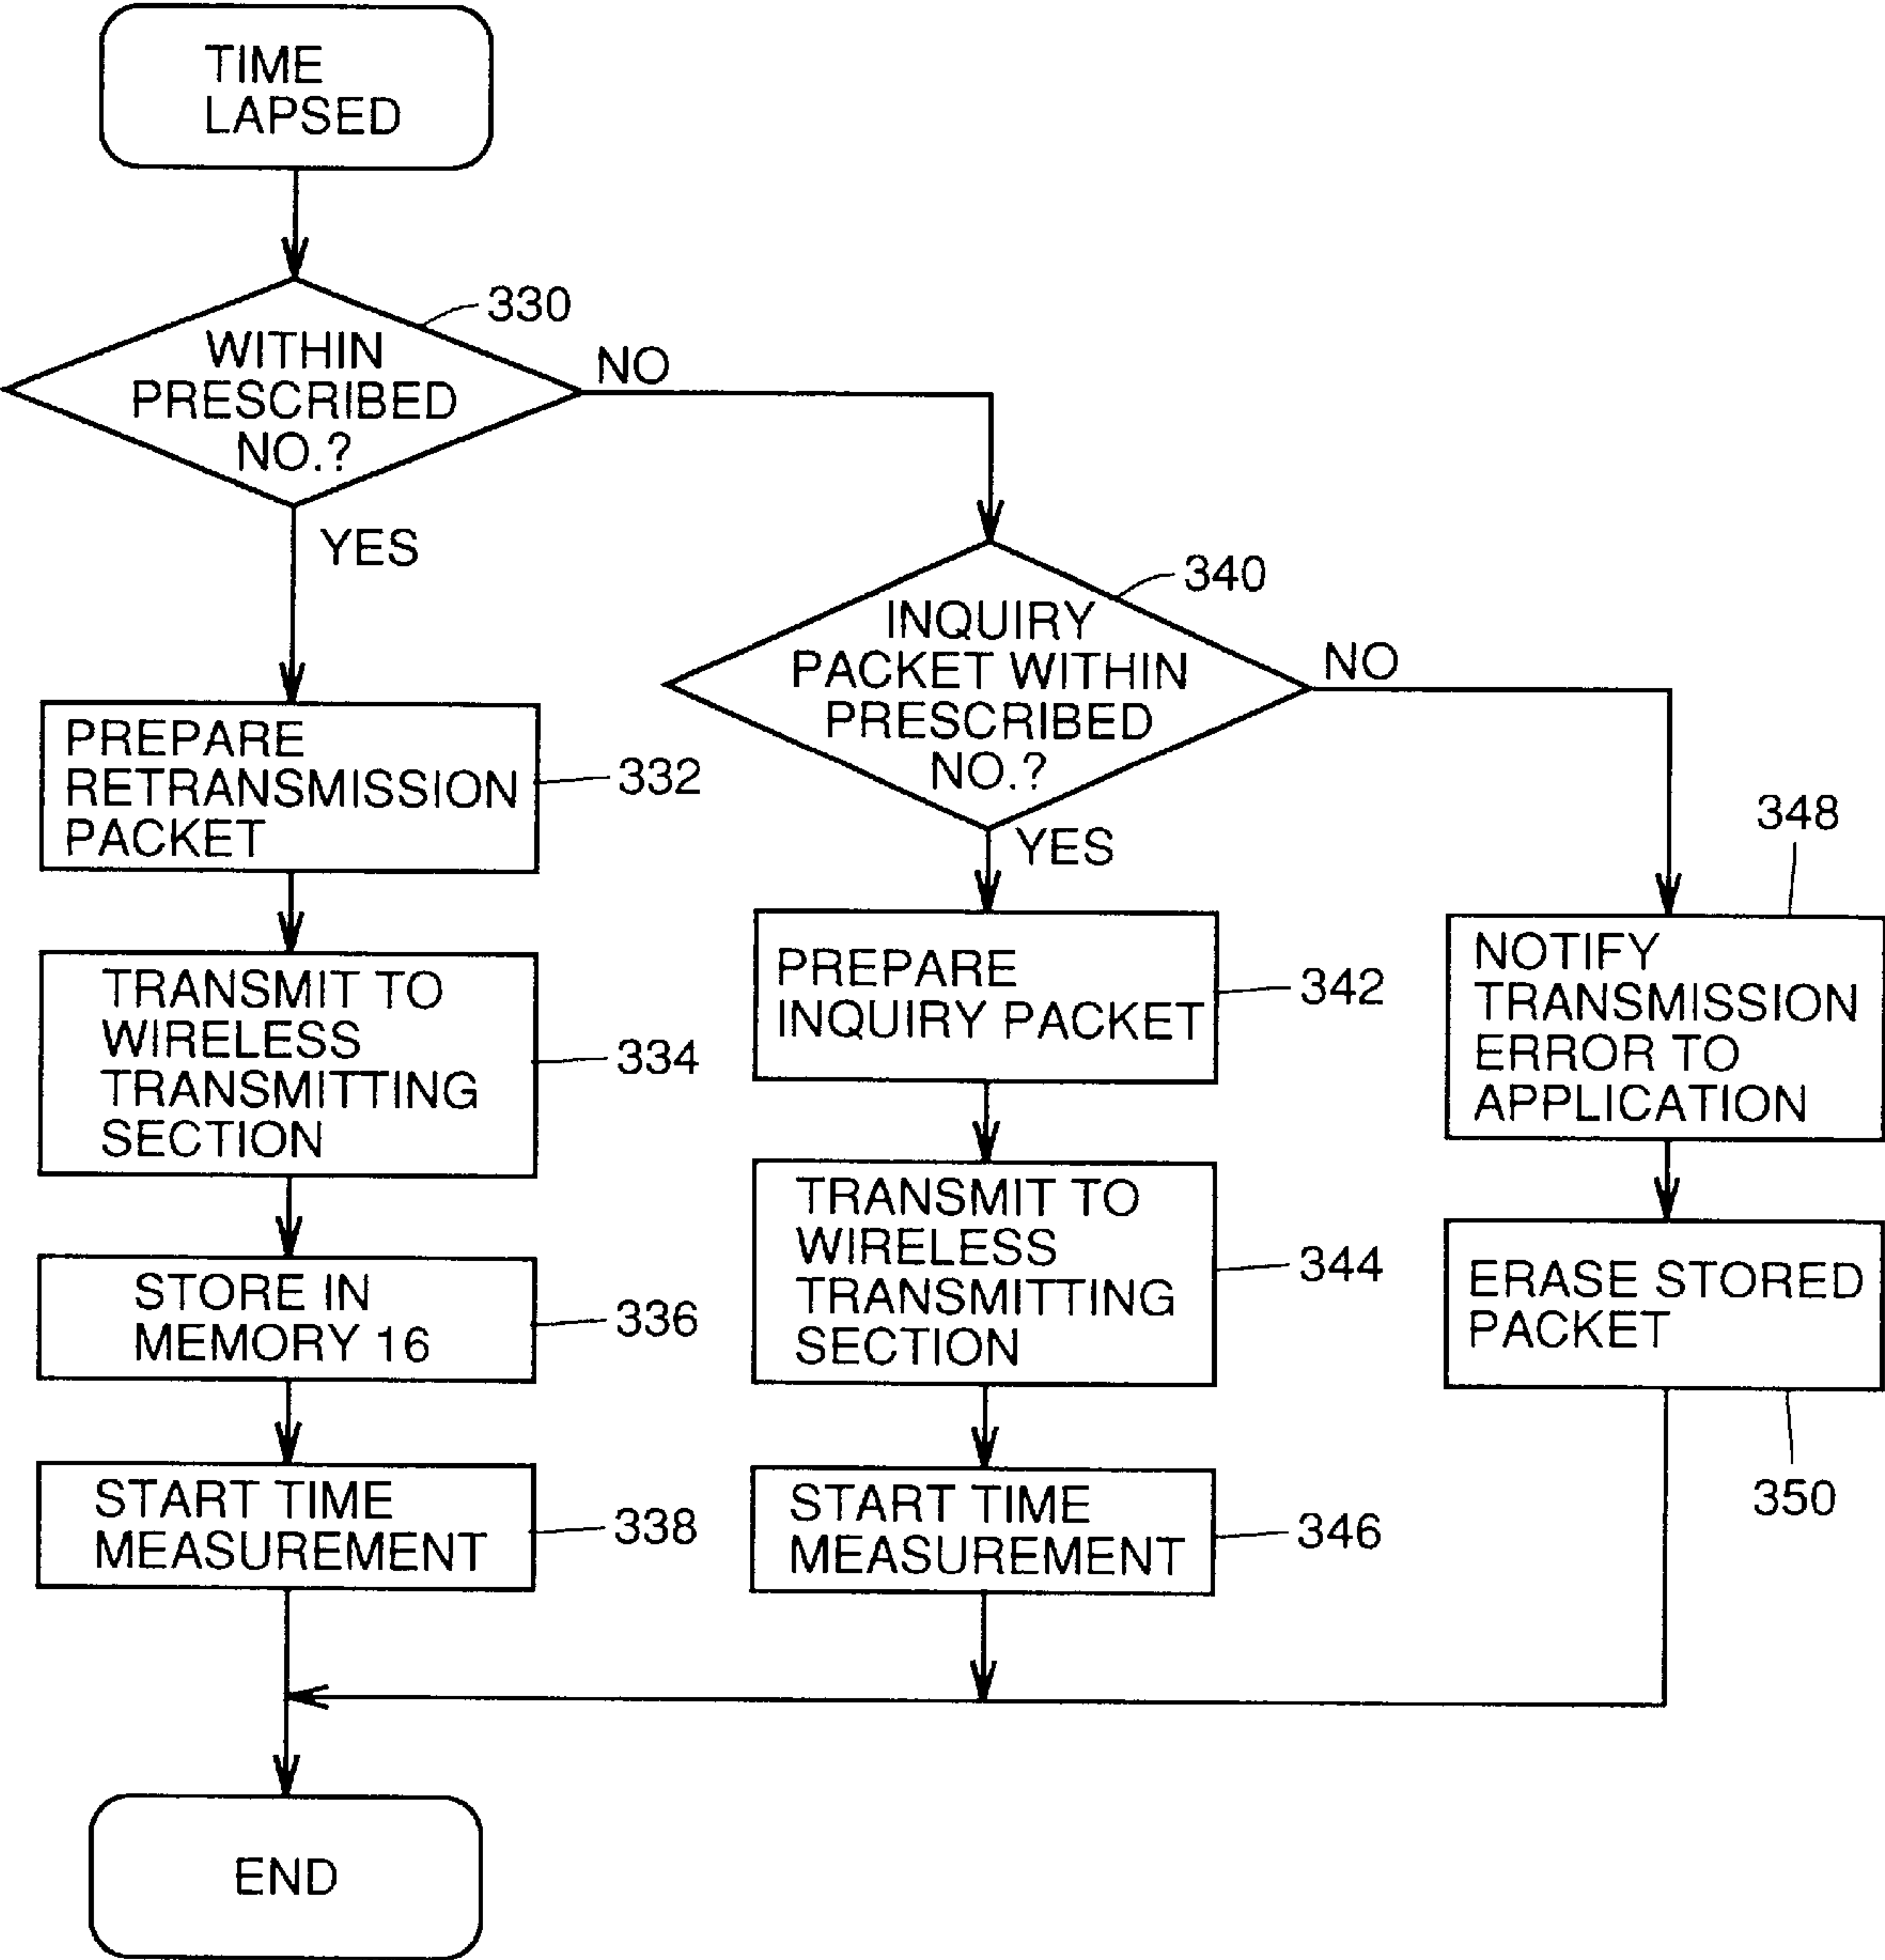 TIME
LAPSED
330
WITHIN
PRESCRIBED
NO.?
NO
YES
340
INQUIRY
PACKET WITHIN
PRESCRIBED
NO.?
NO
YES
PREPARE
RETRANSMISSION
PACKET
332
TRANSMIT TO
WIRELESS
TRANSMITTING
SECTION
334
STORE IN
MEMORY 16
336
START TIME
MEASUREMENT
338
PREPARE
INQUIRY PACKET
342
TRANSMIT TO
WIRELESS
TRANSMITTING
SECTION
344
START TIME
MEASUREMENT
346
348
NOTIFY
TRANSMISSION
ERROR TO
APPLICATION
ERASE STORED
PACKET
350
END